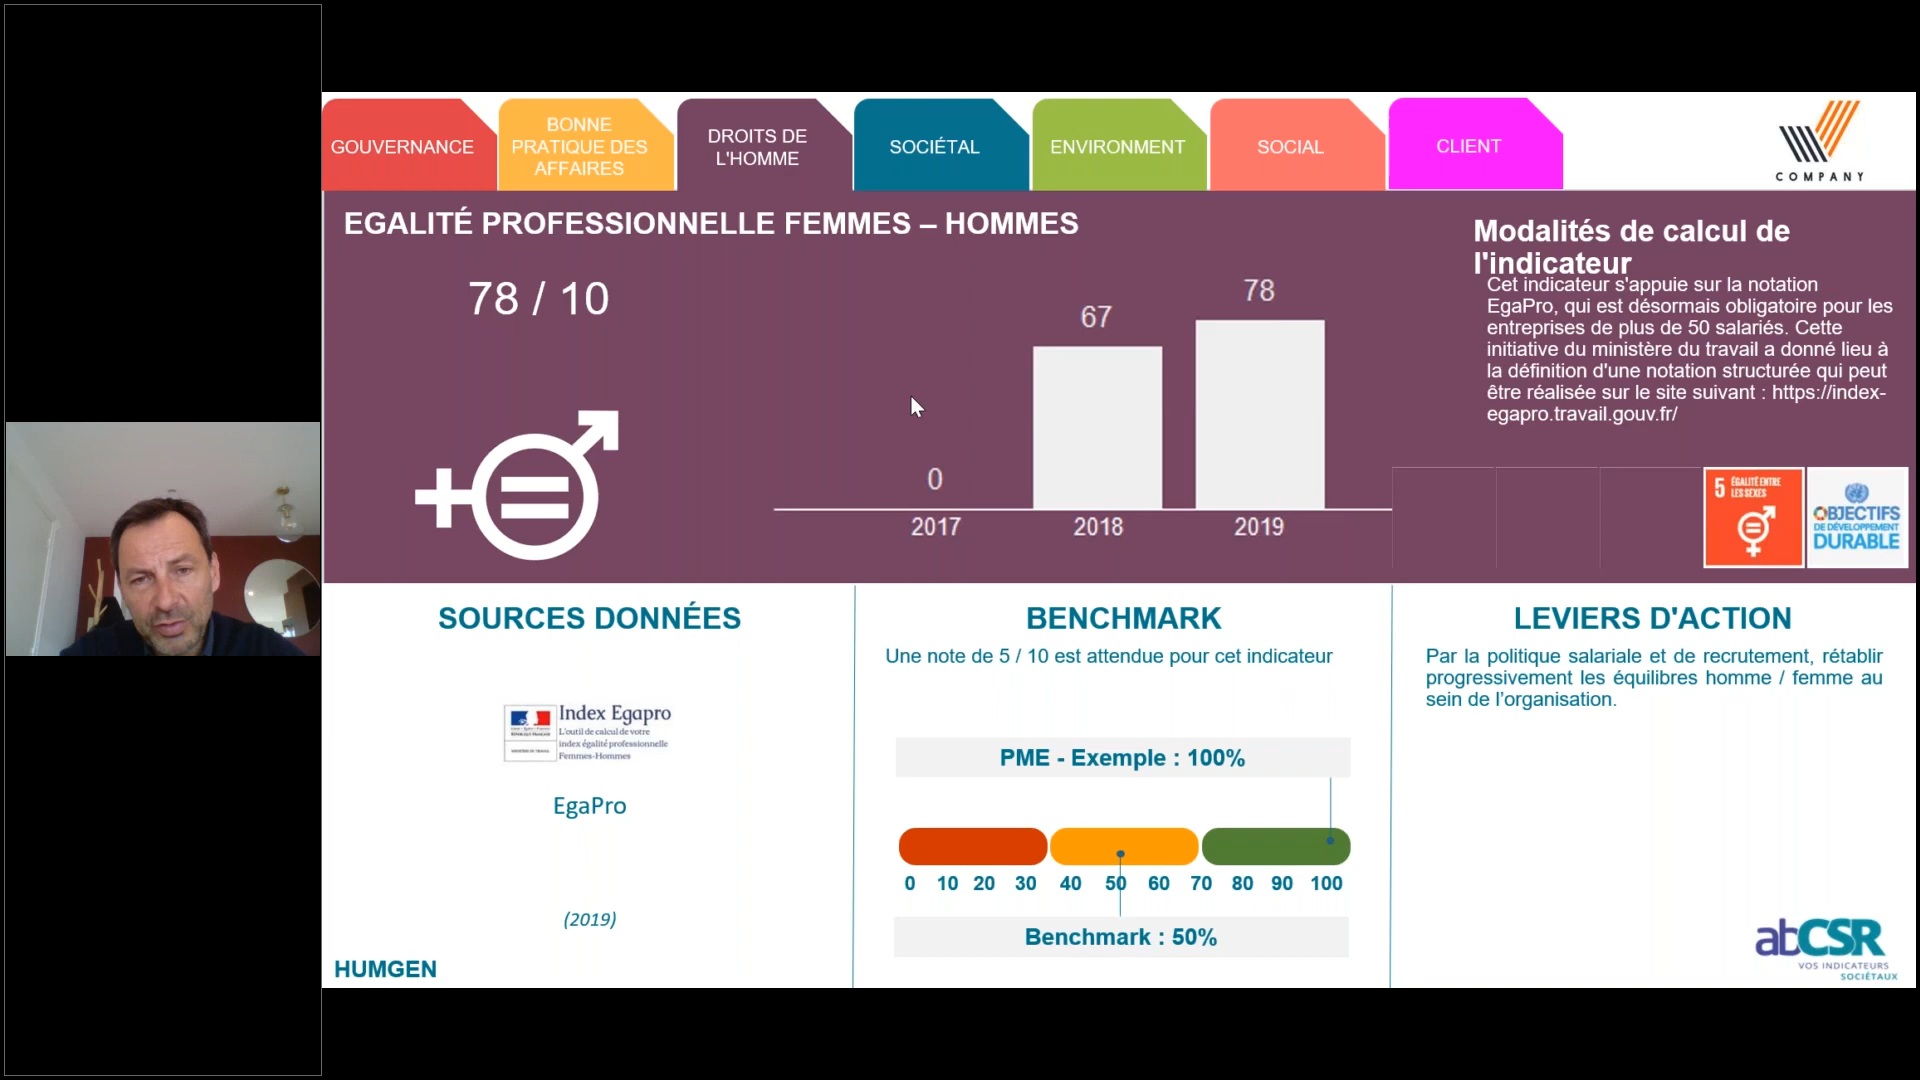 GOUVERNANCE
BONNE
PRATIQUE DES
AFFAIRES
DROITS DE
L'HOMME
SOCIÉTAL
ENVIRONMENT
SOCIAL
CLIENT
COMPANY
EGALITÉ PROFESSIONNELLE FEMMES – HOMMES
78 / 10
0
67
78
2017
2018
2019
Modalités de calcul de
l'indicateur
Cet indicateur s'appuie sur la notation
EgaPro, qui est désormais obligatoire pour les
entreprises de plus de 50 salariés. Cette
initiative du ministère du travail a donné lieu à
la définition d'une notation structurée qui peut
être réalisée sur le site suivant : https://index-
egapro.travail.gouv.fr/
5 ÉGALITÉ ENTRE
LES SEXES
OBJECTIFS
DE DÉVELOPPEMENT
DURABLE
SOURCES DONNÉES
Index Egapro
L'outil de calcul de votre
index égalité professionnelle
Femmes-Hommes
EgaPro
(2019)
HUMGEN
BENCHMARK
Une note de 5 / 10 est attendue pour cet indicateur
PME - Exemple : 100%
0 10 20 30 40 50 60 70 80 90 100
Benchmark : 50%
LEVIERS D'ACTION
Par la politique salariale et de recrutement, rétablir
progressivement les équilibres homme / femme au
sein de l'organisation.
abCSR
VOS INDICATEURS
SOCIÉTAUX